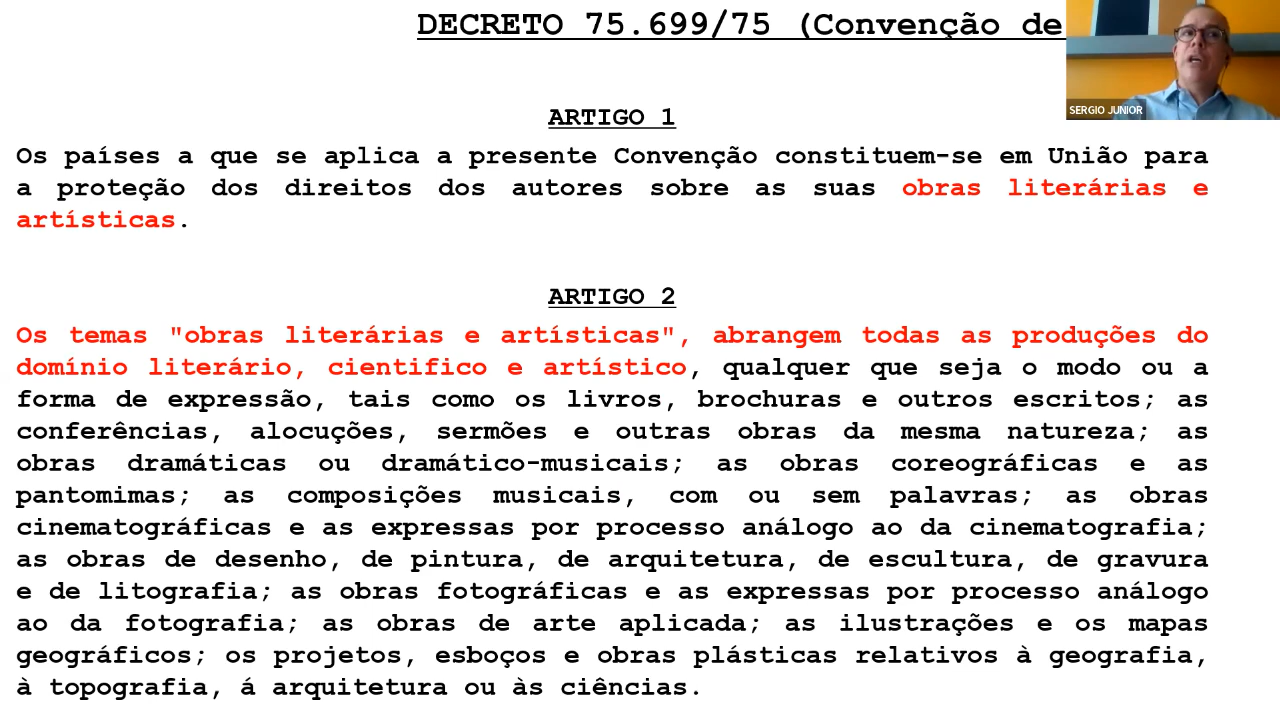 DECRETO 75.699/75 (Convenção de
SERGIO JUNIOR
ARTIGO 1
Os países a que se aplica a presente Convenção constituem-se em União para
a proteção dos direitos dos autores sobre as suas obras literárias e
artísticas.
ARTIGO 2
Os temas "obras literárias e artísticas", abrangem todas as produções do
domínio literário, cientifico e artístico, qualquer que seja o modo ou a
forma de expressão, tais como os livros, brochuras e outros escritos; as
conferências, alocuções, sermões e outras obras da mesma natureza; as
obras dramáticas ou dramático-musicais; as obras coreográficas e as
pantomimas; as composições musicais, com ou sem palavras; as obras
cinematográficas e as expressas por processo análogo ao da cinematografia;
as obras de desenho, de pintura, de arquitetura, de escultura, de gravura
e de litografia; as obras fotográficas e as expressas por processo análogo
ao da fotografia; as obras de arte aplicada; as ilustrações e os mapas
geográficos; os projetos, esboços e obras plásticas relativos à geografia,
à topografia, á arquitetura ou às ciências.